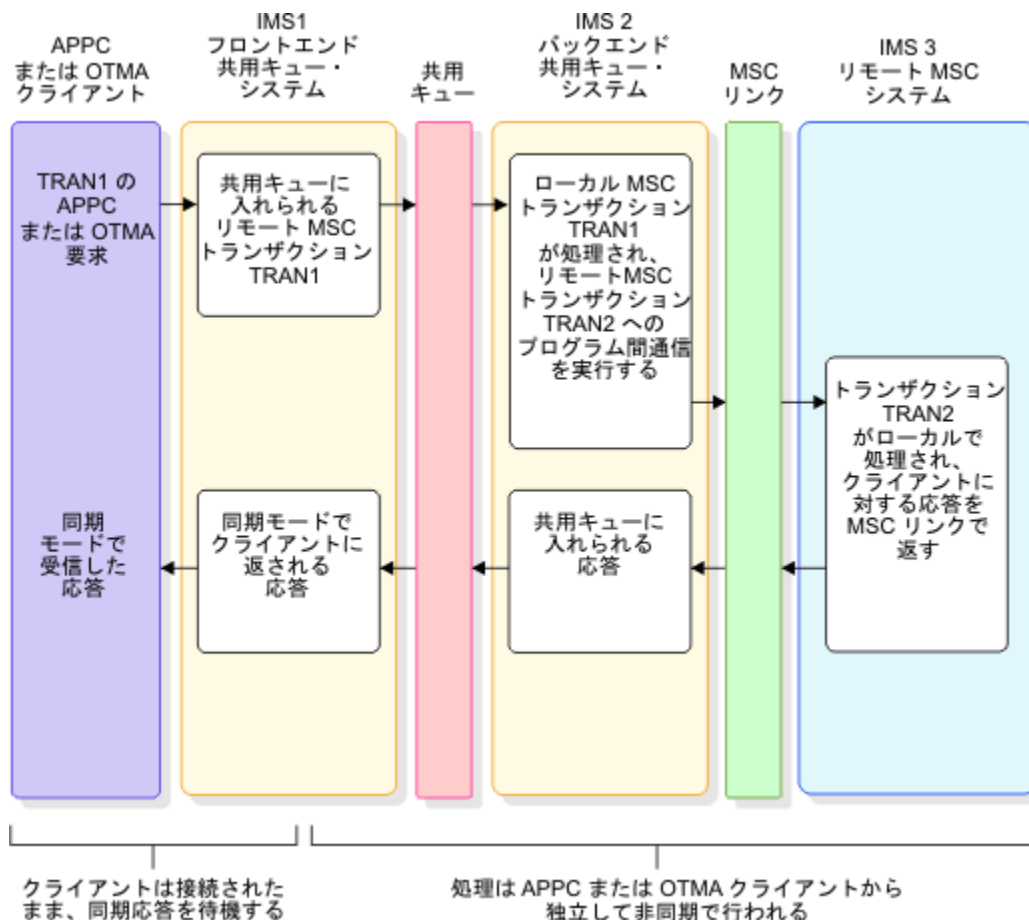 APPC
または OTMA
クライアント
IMS1
フロントエンド
共用キュー・
システム
共用
キュー
IMS 2
バックエンド
共用キュー・
システム
MSC
リンク
IMS 3
リモート MSC
システム
TRAN1 の
APPC
または OTMA
要求
共用キューに
入れられる
リモート MSC
トランザクション
TRAN1
ローカル MSC
トランザクション
TRAN1
が処理され、
リモートMSC
トランザクション
TRAN2 への
プログラム間通信
を実行する
トランザクション
TRAN2
がローカルで
処理され、
クライアントに
対する応答を
MSC リンクで
返す
共用キューに
入れられる
応答
同期モードで
クライアントに
返される
応答
同期
モードで
受信した
応答
クライアントは接続された
まま、同期応答を待機する
処理は APPC または OTMA クライアントから
独立して非同期で行われる